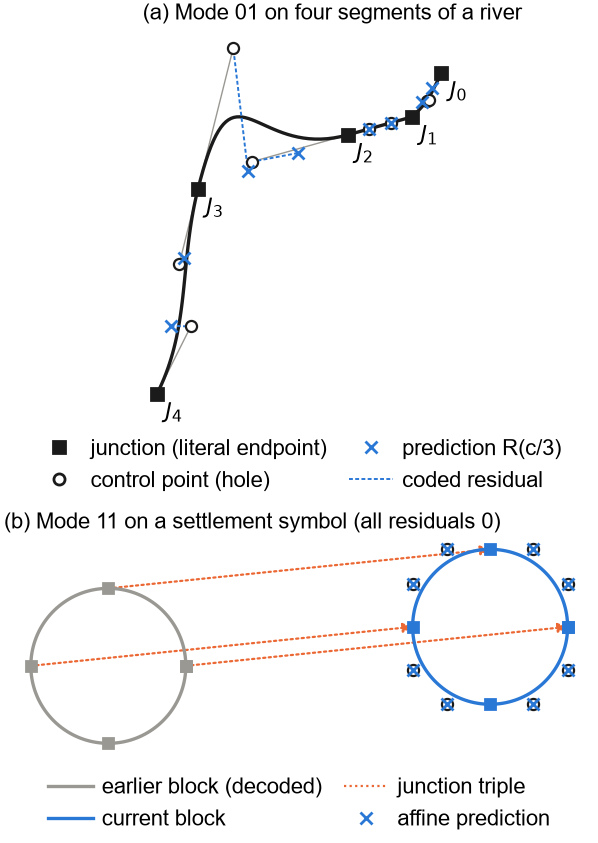 (a) Mode 01 on four segments of a river
J0
J1
J2
J3
J4
junction (literal endpoint)
prediction R(c/3)
control point (hole)
coded residual
(b) Mode 11 on a settlement symbol (all residuals 0)
earlier block (decoded)
junction triple
current block
affine prediction